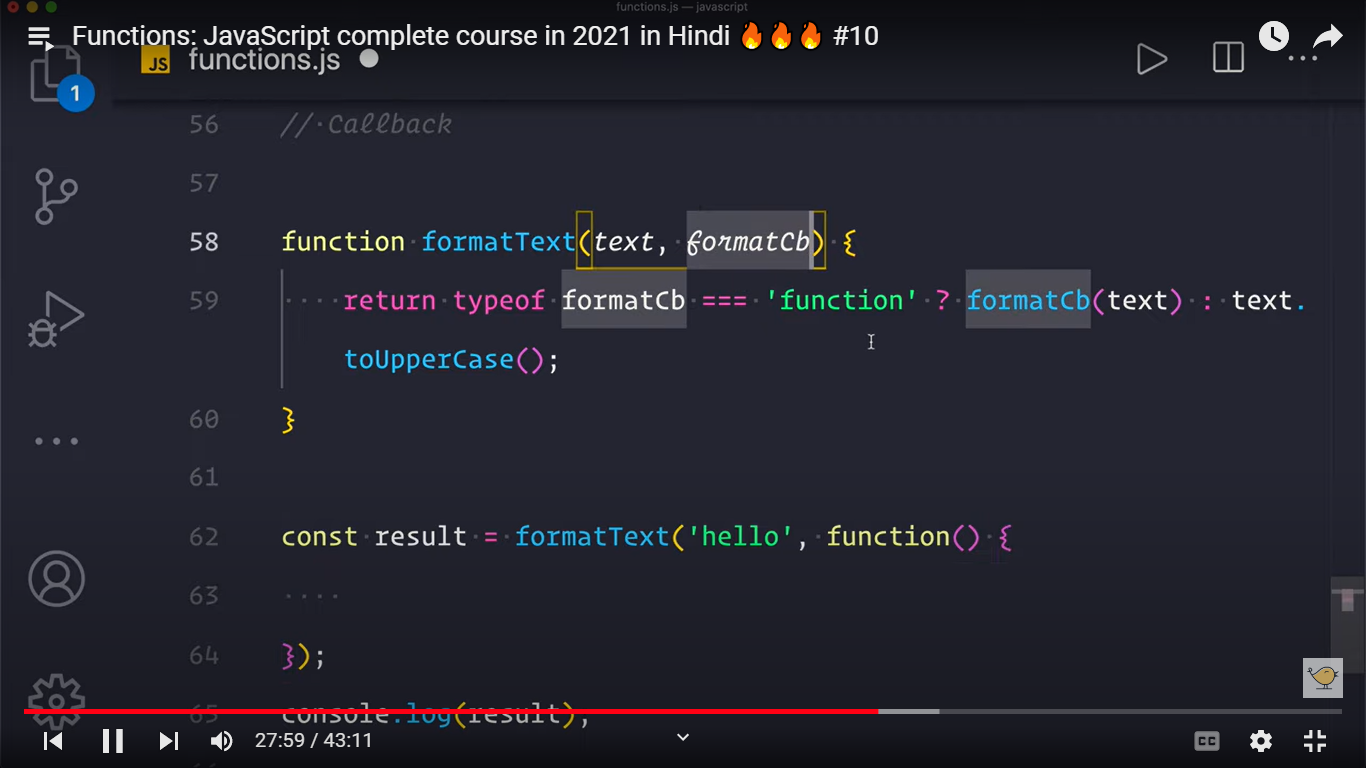 functions.js — javascript
Functions: JavaScript complete course in 2021 in Hindi 🔥🔥🔥 #10
JS functions.js
1
56 // Callback
57
58 function formatText(text, formatCb) {
59 return typeof formatCb === 'function' ? formatCb(text) : text.
toUpperCase();
60 }
61
62 const result = formatText('hello', function() {
63
64 });
65 console.log(result);
27:59 / 43:11
CC